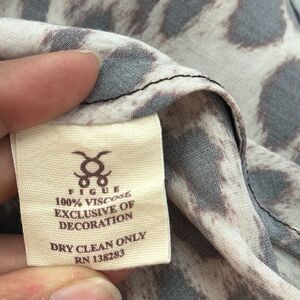 FIGUE
100% VISCOSE
EXCLUSIVE OF
DECORATION
DRY CLEAN ONLY
RN 138283